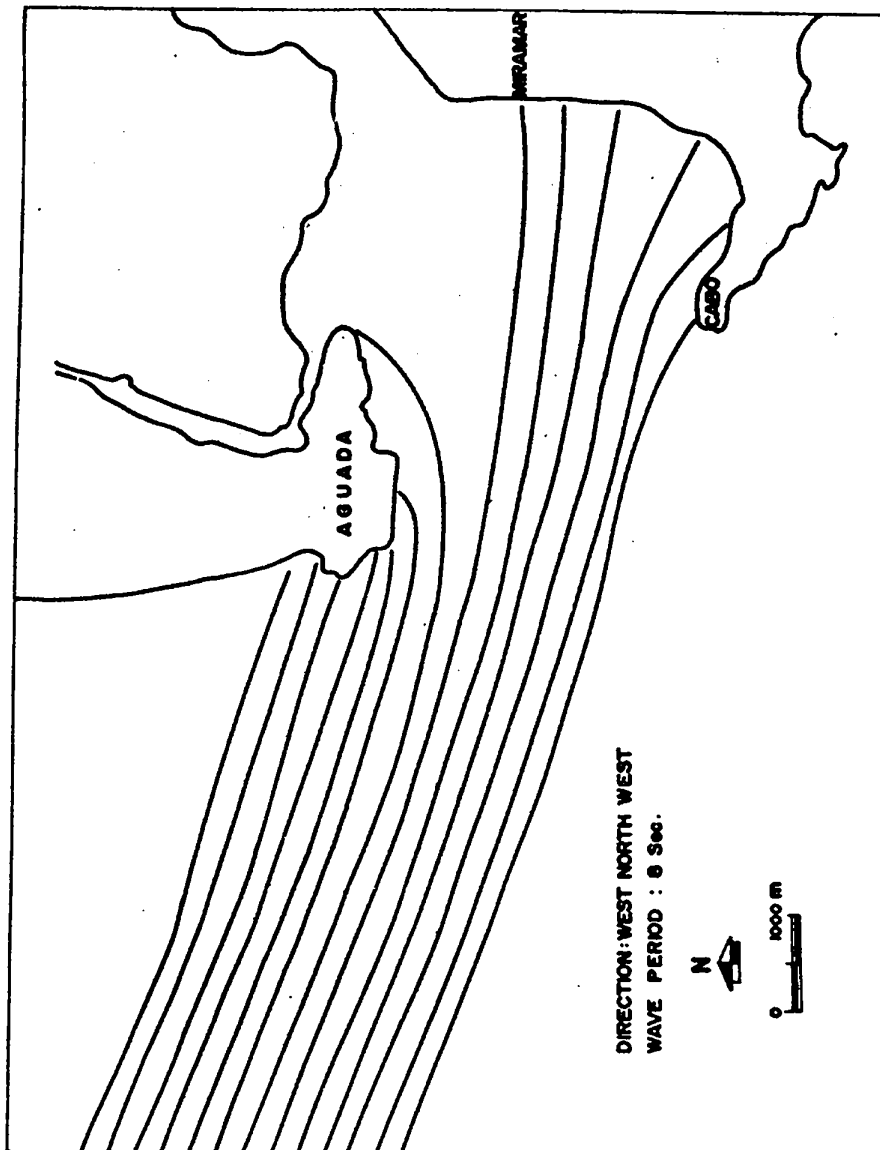 MIRAMAR
AGUADA
CABO
DIRECTION: WEST NORTH WEST
WAVE PERIOD : 8 Sec.
N
0 1000 m